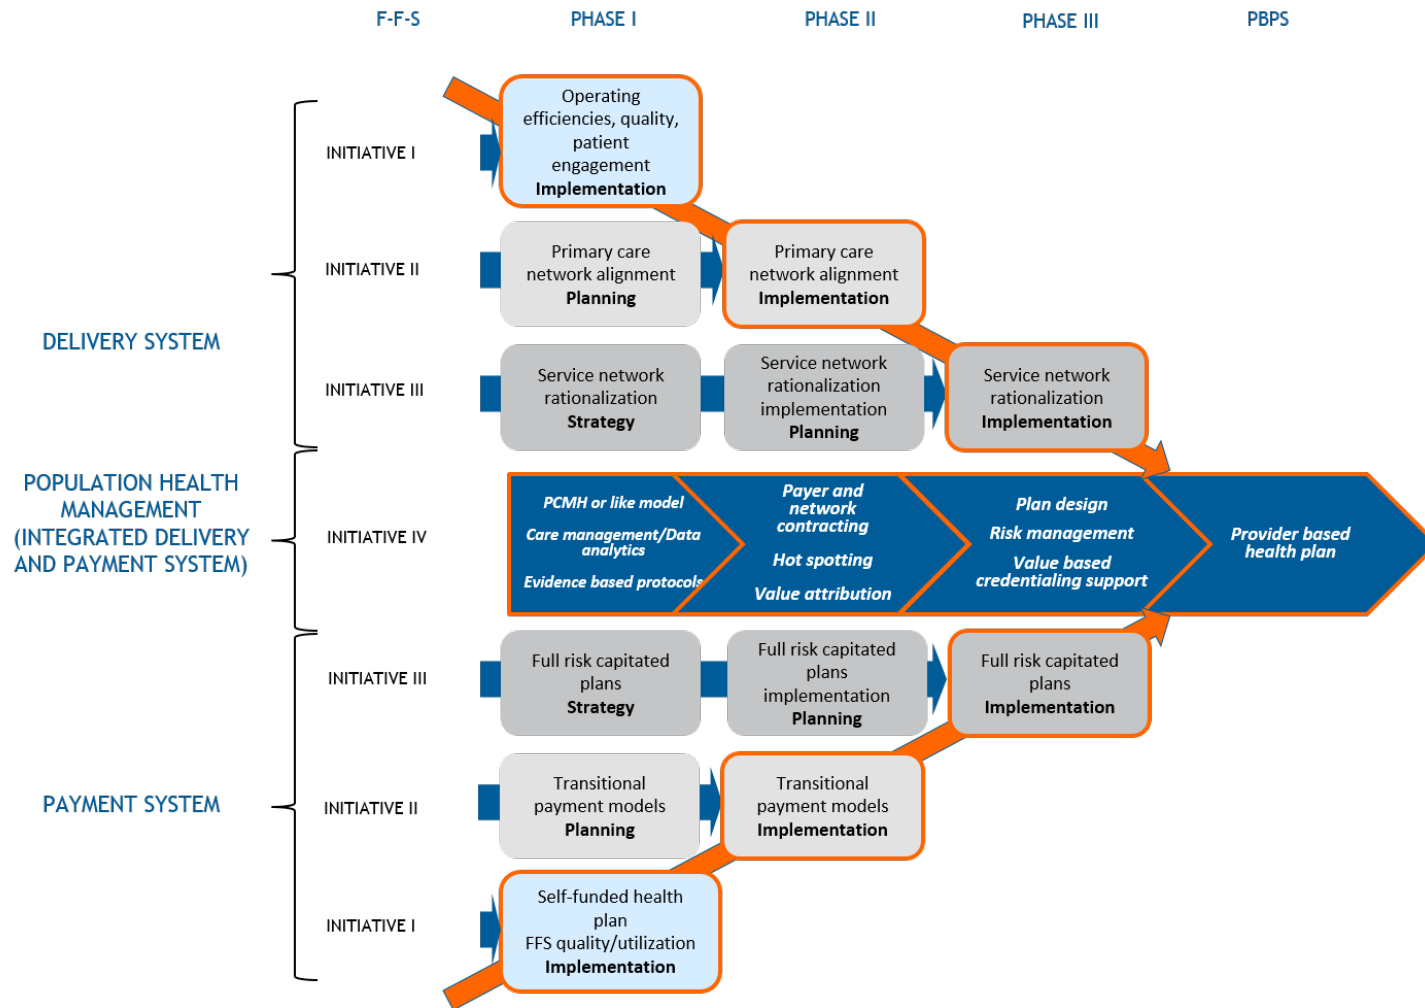 F-F-S
PHASE I
PHASE II
PHASE III
PBPS
DELIVERY SYSTEM
INITIATIVE I
Operating
efficiencies, quality,
patient
engagement
Implementation
INITIATIVE II
Primary care
network alignment
Planning
Primary care
network alignment
Implementation
INITIATIVE III
Service network
rationalization
Strategy
Service network
rationalization
implementation
Planning
Service network
rationalization
Implementation
POPULATION HEALTH
MANAGEMENT
(INTEGRATED DELIVERY
AND PAYMENT SYSTEM)
INITIATIVE IV
PCMH or like model
Care management/Data
analytics
Evidence based protocols
Payer and
network
contracting
Hot spotting
Value attribution
Plan design
Risk management
Value based
credentialing support
Provider based
health plan
PAYMENT SYSTEM
INITIATIVE III
Full risk capitated
plans
Strategy
Full risk capitated
plans
implementation
Planning
Full risk capitated
plans
Implementation
INITIATIVE II
Transitional
payment models
Planning
Transitional
payment models
Implementation
INITIATIVE I
Self-funded health
plan
FFS quality/utilization
Implementation